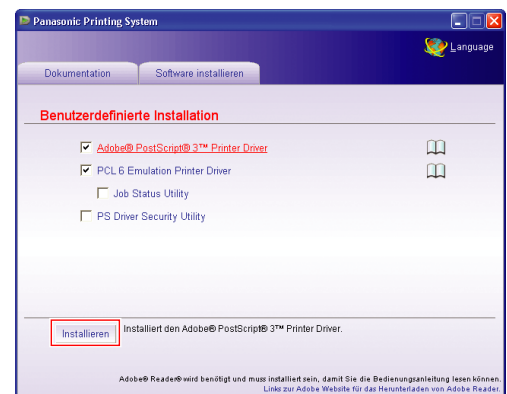 Panasonic Printing System
Language
Dokumentation
Software installieren
Benutzerdefinierte Installation
Adobe® PostScript® 3™ Printer Driver
PCL 6 Emulation Printer Driver
Job Status Utility
PS Driver Security Utility
Installieren
Installiert den Adobe® PostScript® 3™ Printer Driver.
Adobe® Reader® wird benötigt und muss installiert sein, damit Sie die Bedienungsanleitung lesen können.
Links zur Adobe Website für das Herunterladen von Adobe Reader.